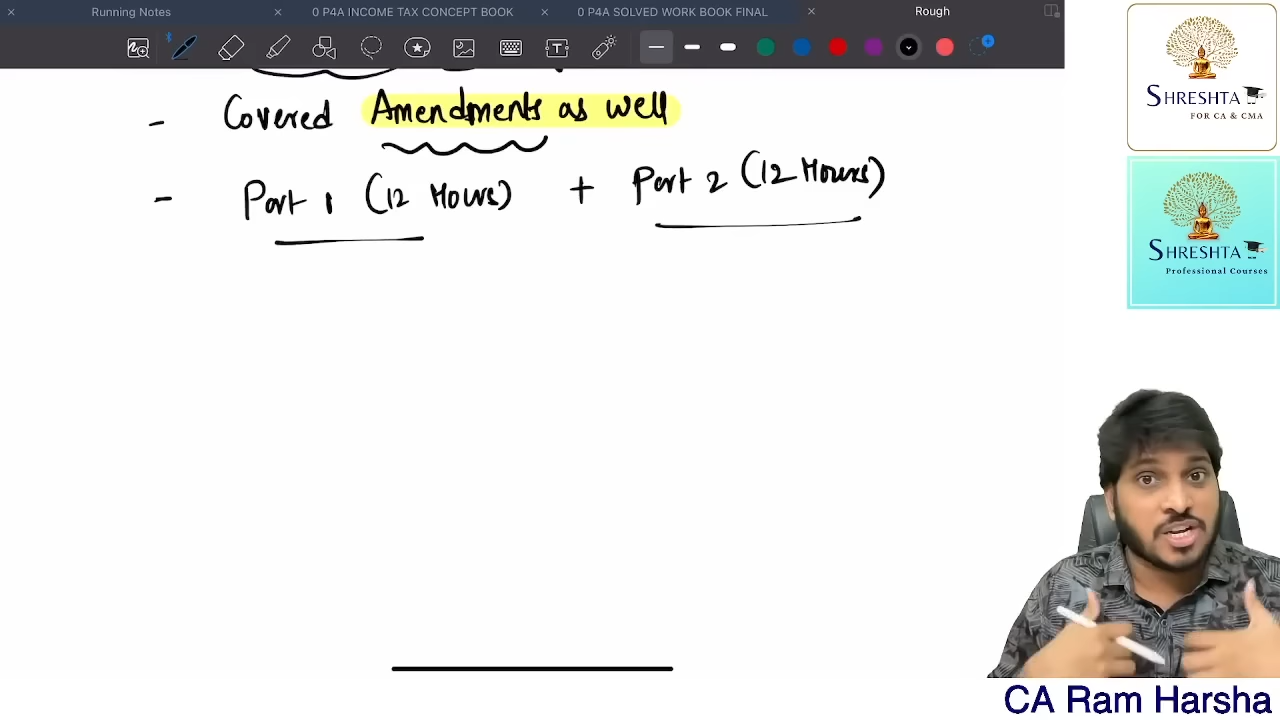 Running Notes
0 P4A INCOME TAX CONCEPT BOOK
0 P4A SOLVED WORK BOOK FINAL
Rough
- Covered Amendments as well
- Part 1 (12 Hours) + Part 2 (12 Hours)
SHRESHTA
FOR CA & CMA
SHRESHTA
Professional Courses
CA Ram Harsha